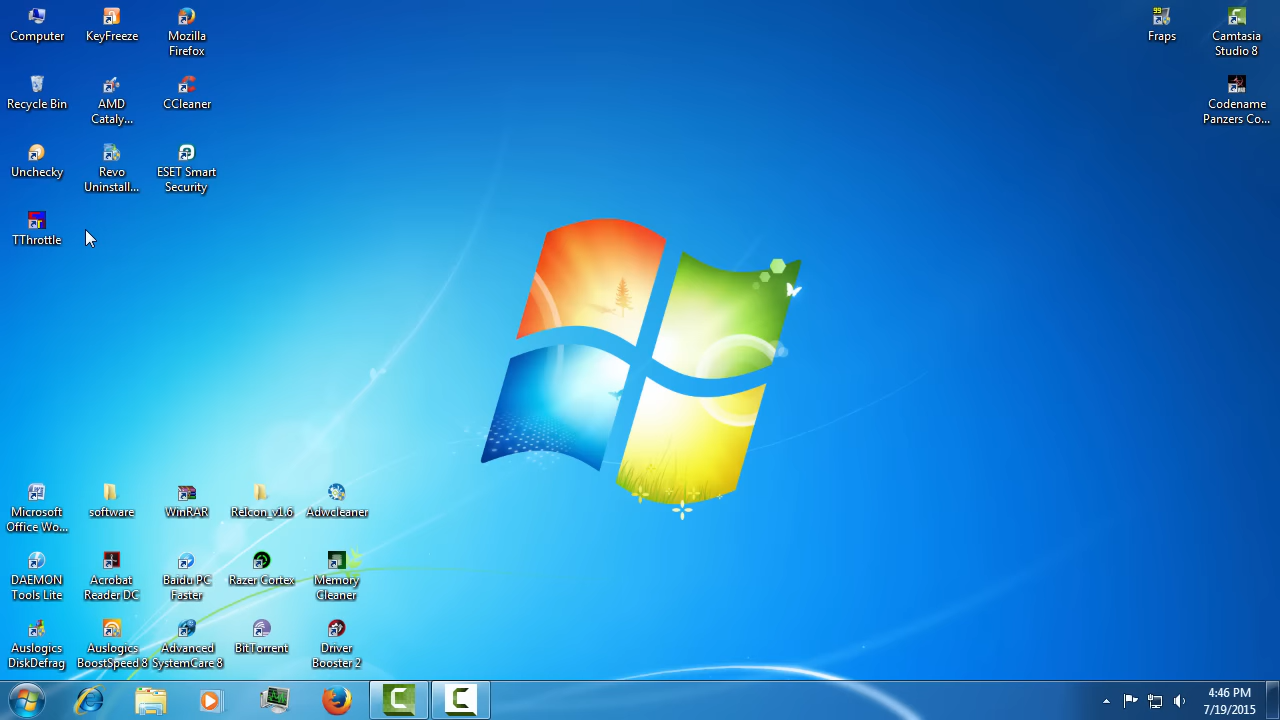 Computer
KeyFreeze
Mozilla
Firefox
99
Fraps
Camtasia
Studio 8
Recycle Bin
AMD
Cataly...
CCleaner
Codename
Panzers Co...
Unchecky
Revo
Uninstall...
ESET Smart
Security
TThrottle
Microsoft
Office Wo...
software
WinRAR
ReIcon_v1.6
Adwcleaner
DAEMON
Tools Lite
Acrobat
Reader DC
Baidu PC
Faster
Razer Cortex
Memory
Cleaner
Auslogics
DiskDefrag
Auslogics
BoostSpeed 8
Advanced
SystemCare 8
BitTorrent
Driver
Booster 2
4:46 PM
7/19/2015